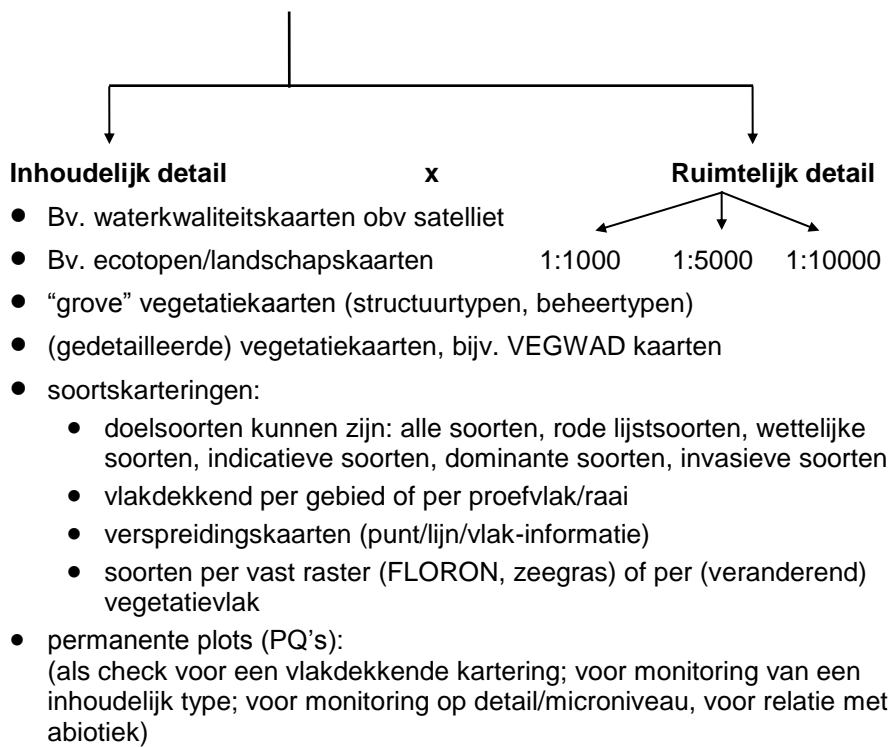 Inhoudelijk detail x Ruimtelijk detail
• Bv. waterkwaliteitskaarten obv satelliet
• Bv. ecotopen/landschapskaarten 1:1000 1:5000 1:10000
• “grove” vegetatiekaarten (structuurtypen, beheertypen)
• (gedetailleerde) vegetatiekaarten, bijv. VEGWAD kaarten
• soortskarteringen:
• doelsoorten kunnen zijn: alle soorten, rode lijstsoorten, wettelijke
soorten, indicatieve soorten, dominante soorten, invasieve soorten
• vlakdekkend per gebied of per proefvlak/raai
• verspreidingskaarten (punt/lijn/vlak-informatie)
• soorten per vast raster (FLORON, zeegras) of per (veranderend)
vegetatievlak
• permanente plots (PQ’s):
(als check voor een vlakdekkende kartering; voor monitoring van een
inhoudelijk type; voor monitoring op detail/microniveau, voor relatie met
abiotiek)